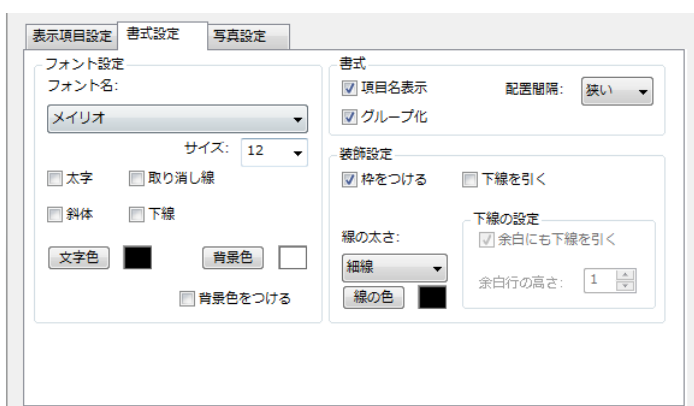 表示項目設定 書式設定 写真設定
フォント設定
フォント名:
メイリオ
サイズ: 12
太字 取り消し線
斜体 下線
文字色 背景色
背景色をつける
書式
項目名表示 配置間隔: 狭い
グループ化
装飾設定
枠をつける 下線を引く
線の太さ:
細線
線の色
下線の設定
余白にも下線を引く
余白行の高さ: 1